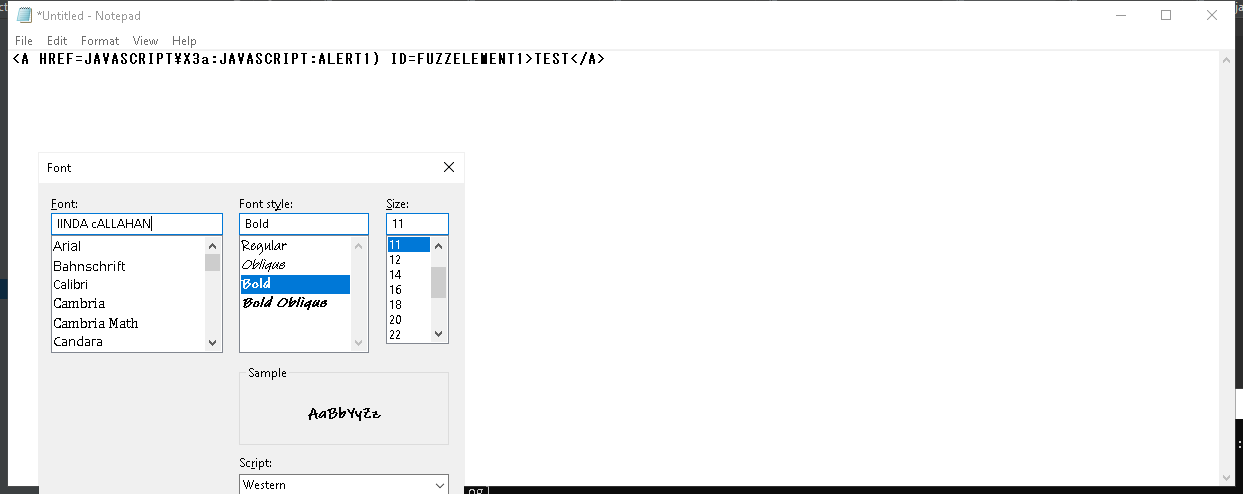 *Untitled - Notepad
File Edit Format View Help
<A HREF=JAVASCRIPT¥X3a:JAVASCRIPT:ALERT1) ID=FUZZELEMENT1>TEST</A>
Font
Font: Font style: Size:
IINDA cALLAHAN Bold 11
Arial Regular 11
Bahnschrift Oblique 12
Calibri Bold 14
Cambria Bold Oblique 16
Cambria Math 18
Candara 20
22
Sample
AaBbYyZz
Script:
Western